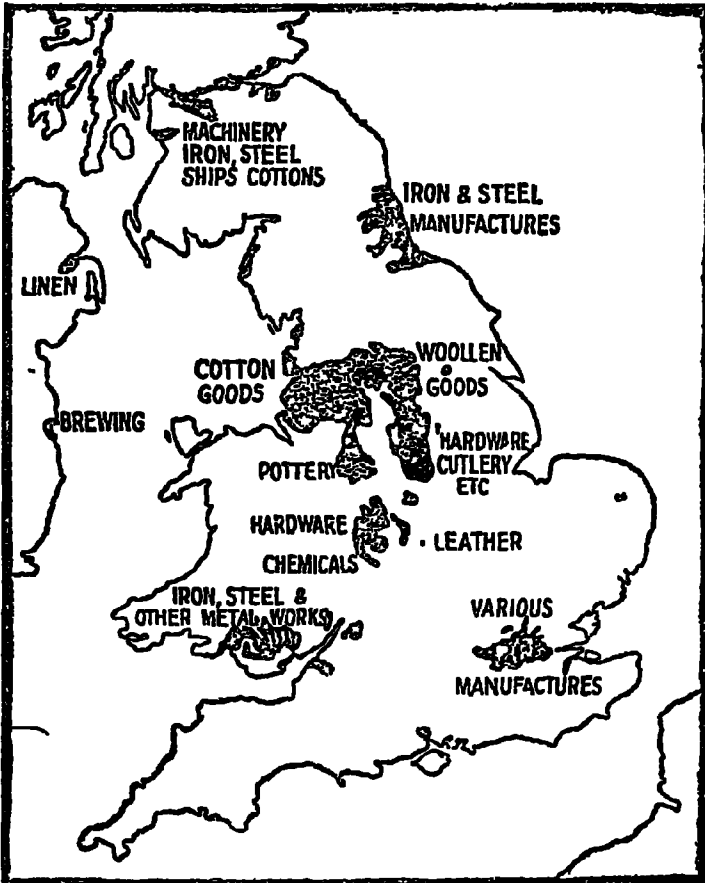 MACHINERY
IRON, STEEL
SHIPS COTTONS
IRON & STEEL
MANUFACTURES
LINEN
COTTON
GOODS
WOOLLEN
GOODS
BREWING
POTTERY
HARDWARE
CUTLERY
ETC
HARDWARE
CHEMICALS
LEATHER
IRON, STEEL &
OTHER METAL WORKS
VARIOUS
MANUFACTURES